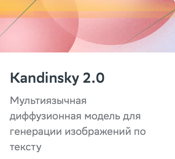 Kandinsky 2.0
Мультиязычная
диффузионная модель для
генерации изображений по
тексту